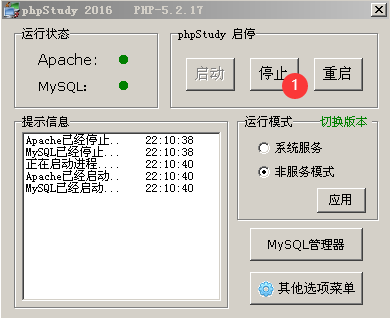 phpStudy 2016 PHP-5.2.17
运行状态
Apache:
MySQL:
phpStudy 启停
启动
停止
重启
1
提示信息
Apache已经停止.. 22:10:38
MySQL已经停止... 22:10:38
正在启动进程.... 22:10:40
Apache已经启动.. 22:10:40
MySQL已经启动... 22:10:40
运行模式 切换版本
系统服务
非服务模式
应用
MySQL管理器
其他选项菜单